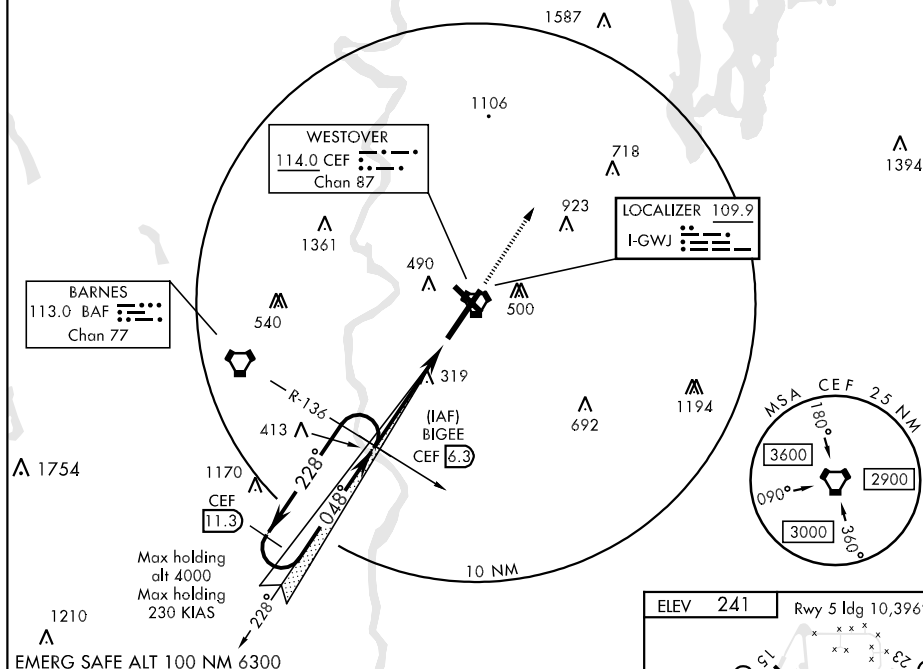 1587
1106
WESTOVER
114.0 CEF
Chan 87
718
1394
923
LOCALIZER 109.9
I-GWJ
1361
490
BARNES
113.0 BAF
Chan 77
540
500
R-136
319
(IAF)
BIGEE
CEF 6.3
413
692
1194
MSA CEF 25 NM
180°
3600
2900
090°
3000
360°
1754
1170
228°
048°
CEF
11.3
Max holding
alt 4000
Max holding
230 KIAS
10 NM
228°
1210
EMERG SAFE ALT 100 NM 6300
ELEV 241
Rwy 5 ldg 10,396'
15
23